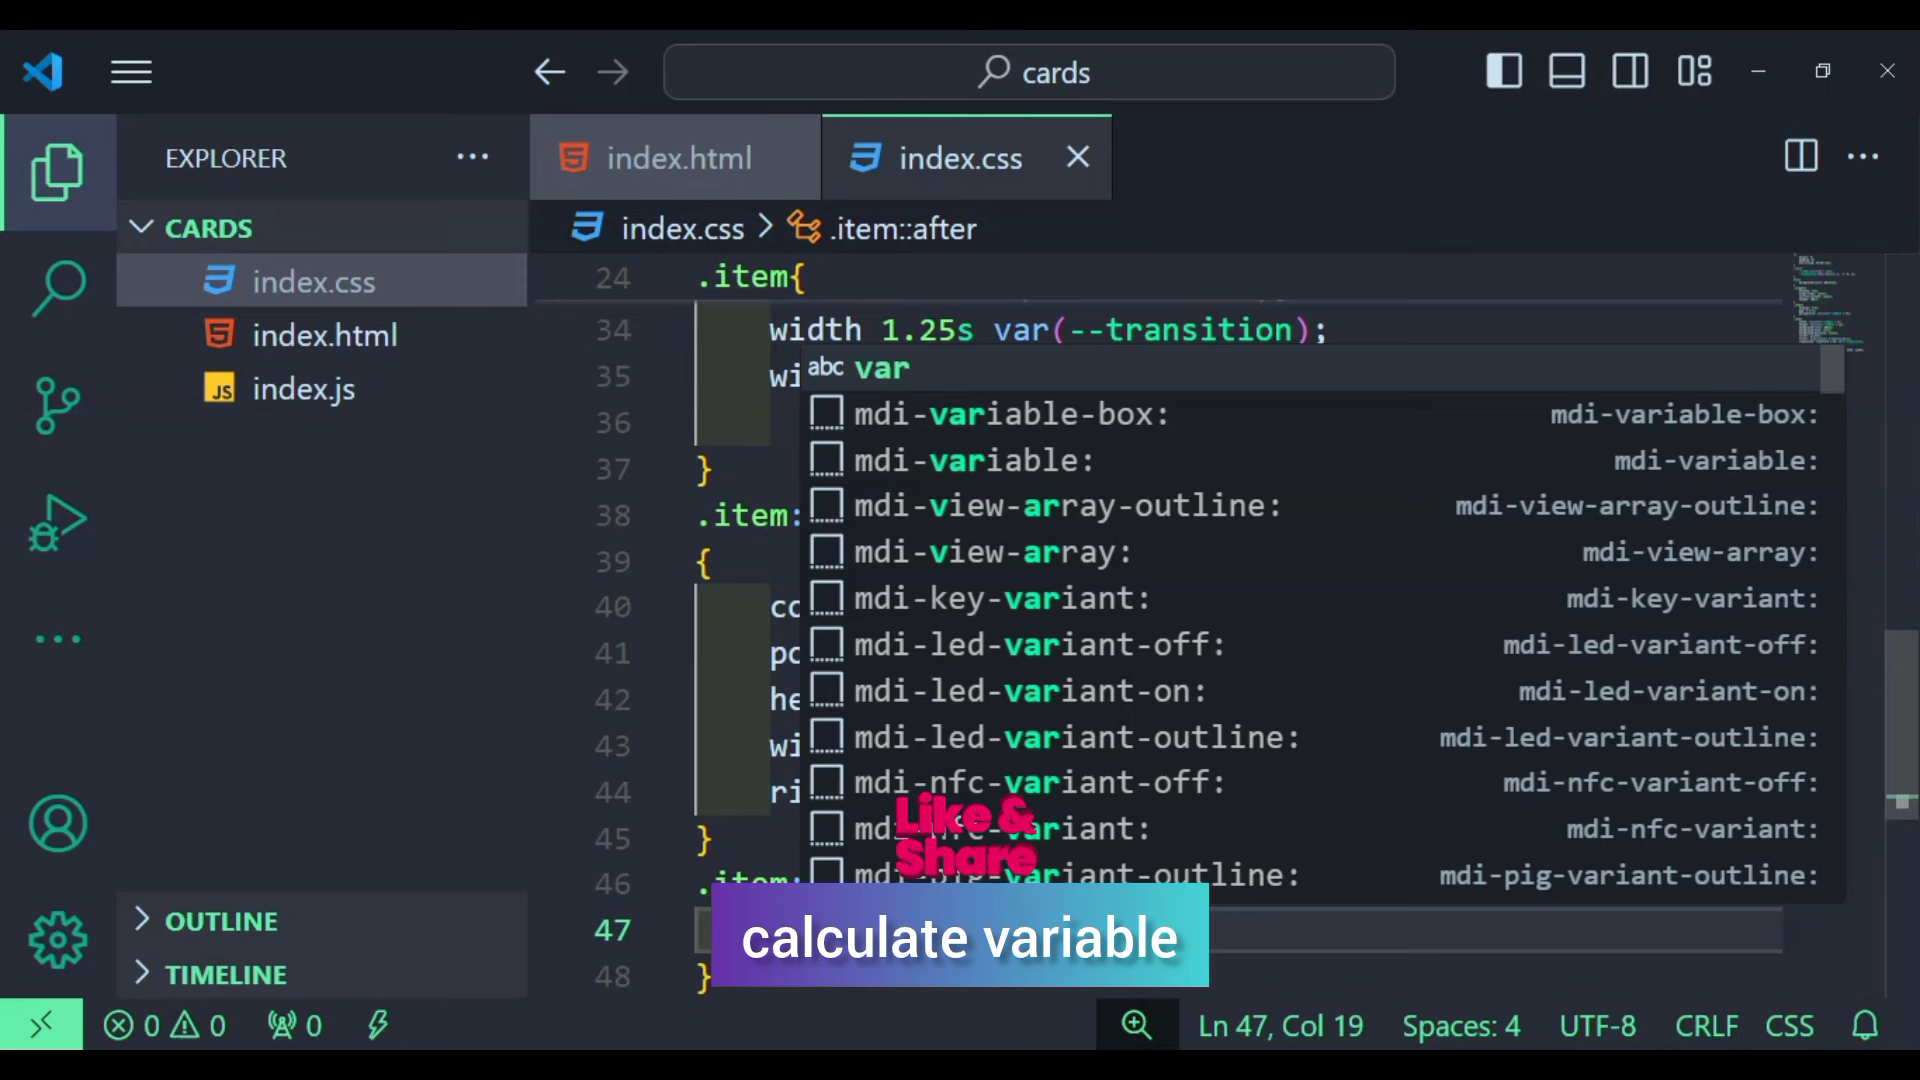 cards
EXPLORER
index.html
index.css
CARDS
index.css
index.html
JS index.js
index.css > .item::after
24 .item{
34 width 1.25s var(--transition);
35 wi
36
37 }
38 .item:
39 {
40 co
41 po
42 he
43 wi
44 ri
45 }
46 .item:
47
48 }
abc var
mdi-variable-box: mdi-variable-box:
mdi-variable: mdi-variable:
mdi-view-array-outline: mdi-view-array-outline:
mdi-view-array: mdi-view-array:
mdi-key-variant: mdi-key-variant:
mdi-led-variant-off: mdi-led-variant-off:
mdi-led-variant-on: mdi-led-variant-on:
mdi-led-variant-outline: mdi-led-variant-outline:
mdi-nfc-variant-off: mdi-nfc-variant-off:
mdi-nfc-variant: mdi-nfc-variant:
mdi-pig-variant-outline: mdi-pig-variant-outline:
Like &
Share
calculate variable
OUTLINE
TIMELINE
0 0 0 Ln 47, Col 19 Spaces: 4 UTF-8 CRLF CSS